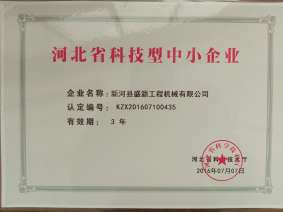 河北省科技型中小企业
企业名称：新河县盛源工程机械有限公司
认定编号：KZX201607100435
有效期：3 年
河北省科学技术厅
2016年07月07日